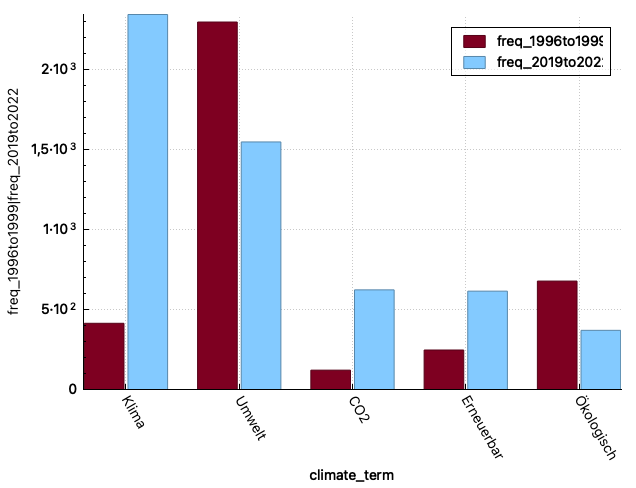 freq_1996to1999
freq_2019to202
2·10³
1,5·10³
1·10³
5·10²
0
freq_1996to1999|freq_2019to2022
Klima
Umwelt
CO2
Erneuerbar
Ökologisch
climate_term